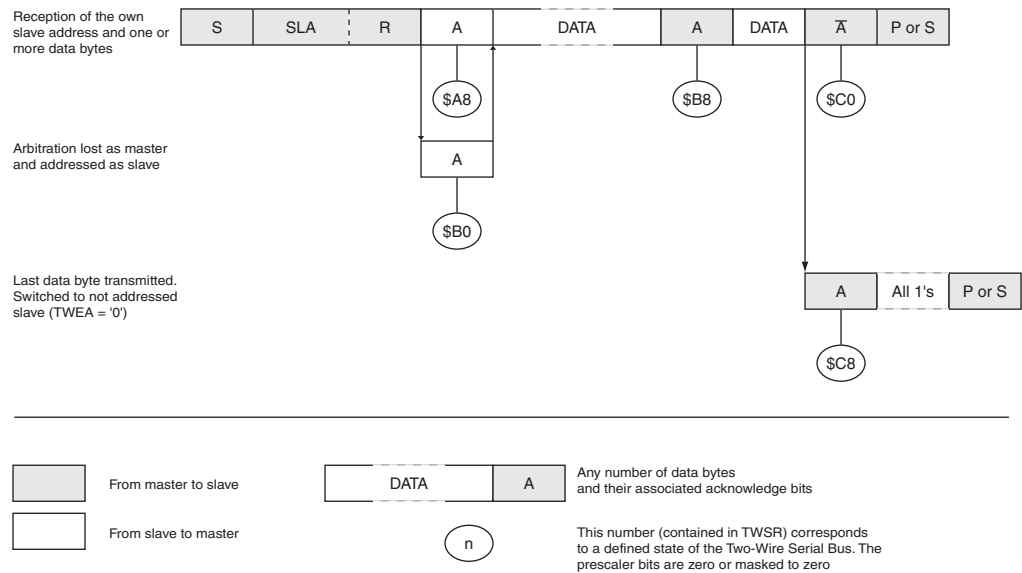 Reception of the own
slave address and one or
more data bytes
S SLA R A DATA A DATA A̅ P or S
$A8 $B8 $C0
Arbitration lost as master
and addressed as slave
A
$B0
Last data byte transmitted.
Switched to not addressed
slave (TWEA = '0')
A All 1's P or S
$C8
From master to slave
DATA A
Any number of data bytes
and their associated acknowledge bits
From slave to master
n
This number (contained in TWSR) corresponds
to a defined state of the Two-Wire Serial Bus. The
prescaler bits are zero or masked to zero